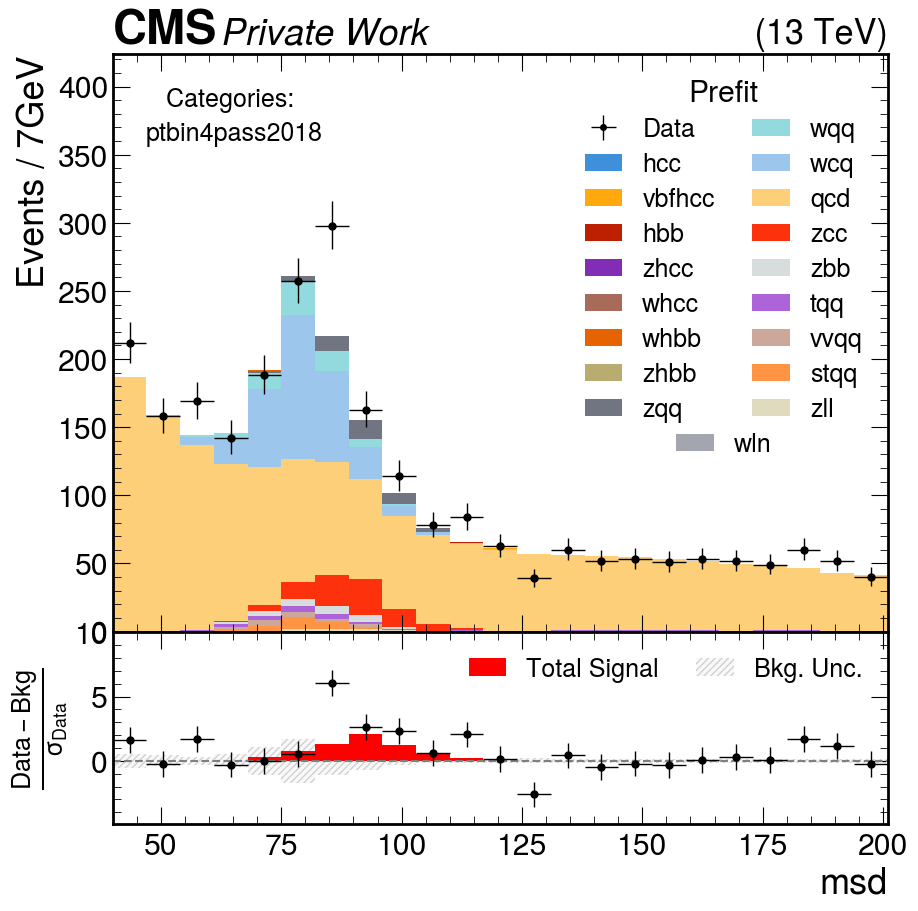 CMS Private Work (13 TeV)
Events / 7GeV
Categories:
ptbin4pass2018
Prefit
Data wqq
hcc wcq
vbfhcc qcd
hbb zcc
zhcc zbb
whcc tqq
whbb vvqq
zhbb stqq
zqq zll
wln
400
350
300
250
200
150
100
50
0
10
Total Signal Bkg. Unc.
5
0
Data – Bkg
σData
50 75 100 125 150 175 200
msd